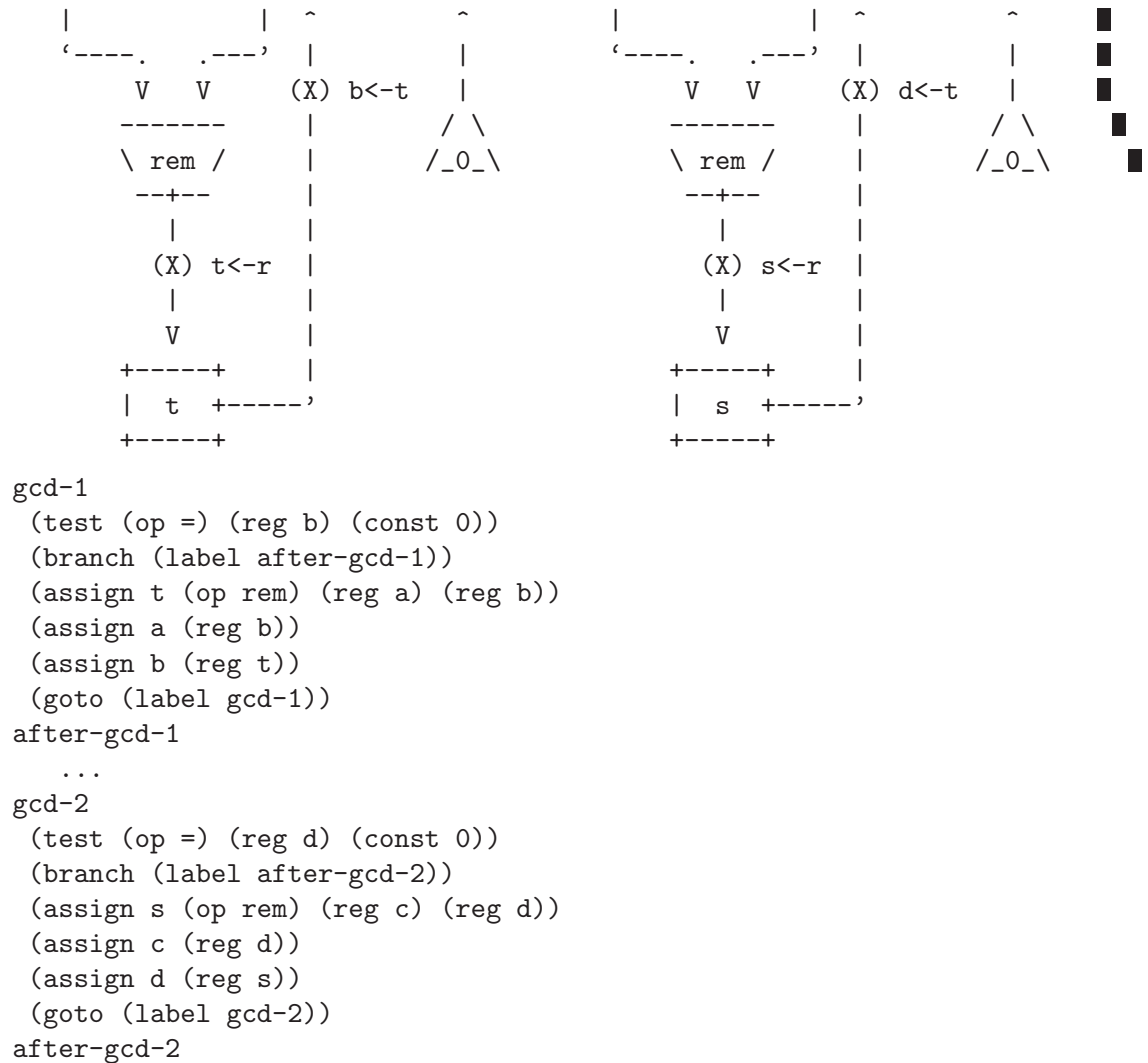 |            |  ^         ^         |            |  ^         ^
   ‘----.   .---’  |         |         ‘----.   .---’  |         |
        V   V     (X) b<-t   |              V   V     (X) d<-t   |
       -------     |        / \            -------     |        / \
       \ rem /     |       /_0_\           \ rem /     |       /_0_\
        --+--      |                        --+--      |
          |        |                          |        |
         (X) t<-r  |                         (X) s<-r  |
          |        |                          |        |
          V        |                          V        |
       +-----+     |                       +-----+     |
       |  t  +-----’                       |  s  +-----’
       +-----+                             +-----+
gcd-1
 (test (op =) (reg b) (const 0))
 (branch (label after-gcd-1))
 (assign t (op rem) (reg a) (reg b))
 (assign a (reg b))
 (assign b (reg t))
 (goto (label gcd-1))
after-gcd-1
   ...
gcd-2
 (test (op =) (reg d) (const 0))
 (branch (label after-gcd-2))
 (assign s (op rem) (reg c) (reg d))
 (assign c (reg d))
 (assign d (reg s))
 (goto (label gcd-2))
after-gcd-2